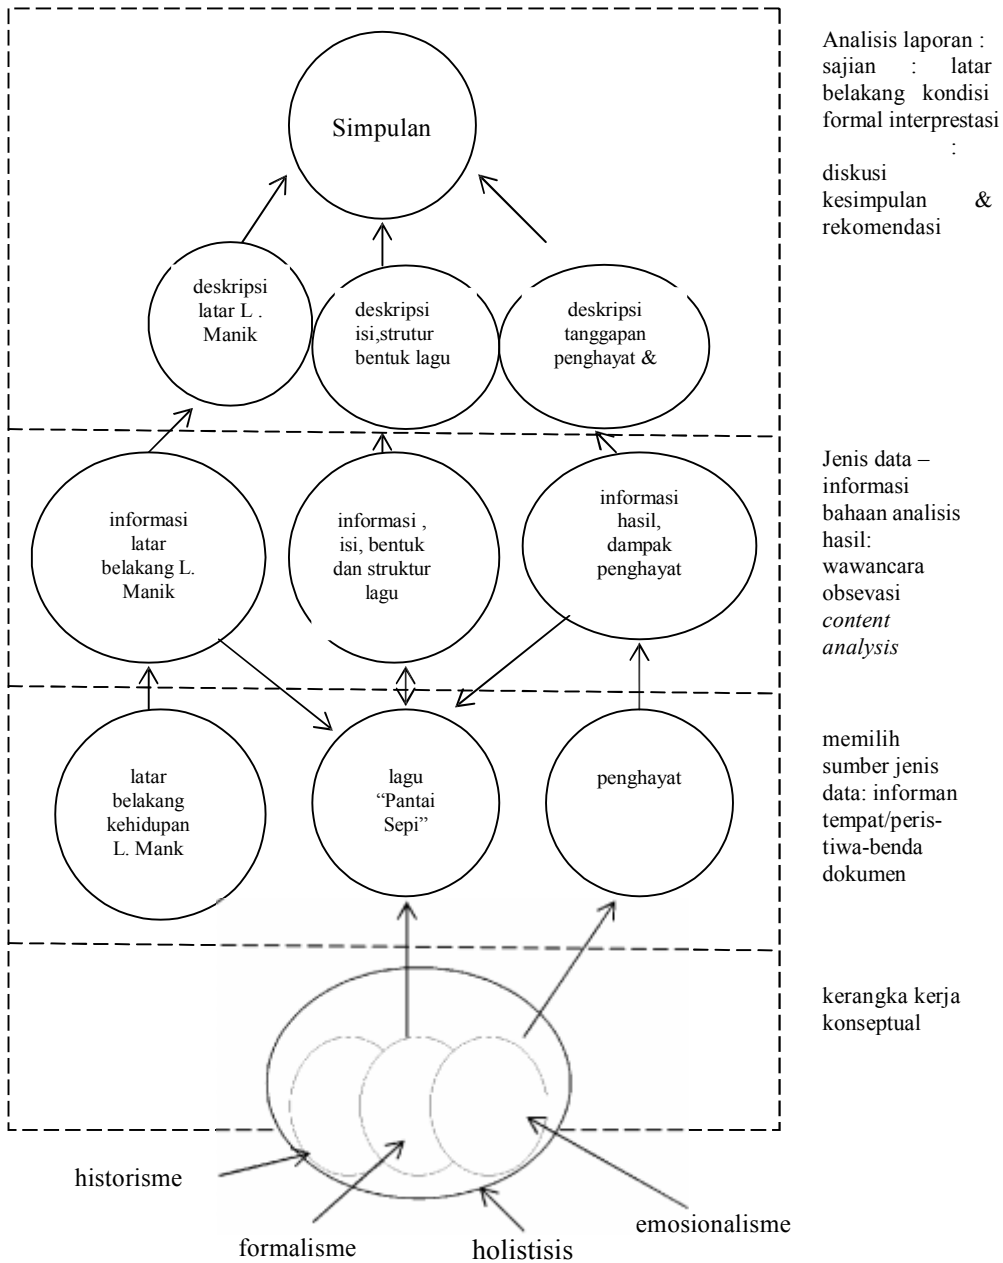 Analisis laporan :
sajian : latar
belakang kondisi
formal interprestasi
:
diskusi
kesimpulan &
rekomendasi
Simpulan
deskripsi
latar L .
Manik
deskripsi
isi,strutur
bentuk lagu
deskripsi
tanggapan
penghayat &
Jenis data –
informasi
bahaan analisis
hasil:
wawancara
obsevasi
content
analysis
informasi
latar
belakang L.
Manik
informasi ,
isi, bentuk
dan struktur
lagu
informasi
hasil,
dampak
penghayat
memilih
sumber jenis
data: informan
tempat/peris-
tiwa-benda
dokumen
latar
belakang
kehidupan
L. Mank
lagu
“Pantai
Sepi”
penghayat
kerangka kerja
konseptual
historisme
formalisme
holistisis
emosionalisme